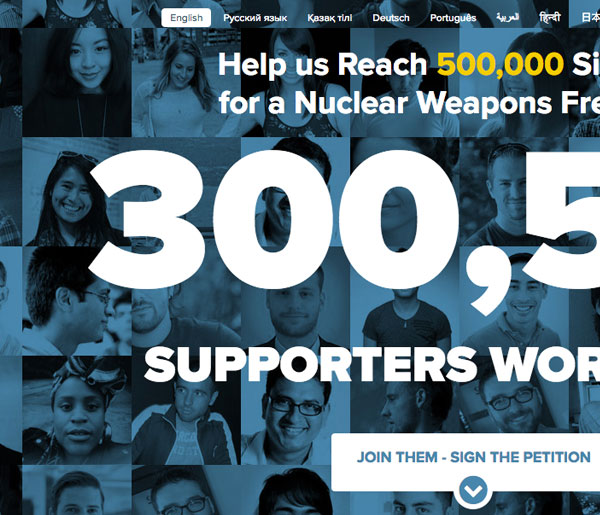 English Русский язык Қазақ тілі Deutsch Português العربية हिन्दी 日本
Help us Reach 500,000 Si
for a Nuclear Weapons Fre
300,5
SUPPORTERS WOR
JOIN THEM - SIGN THE PETITION